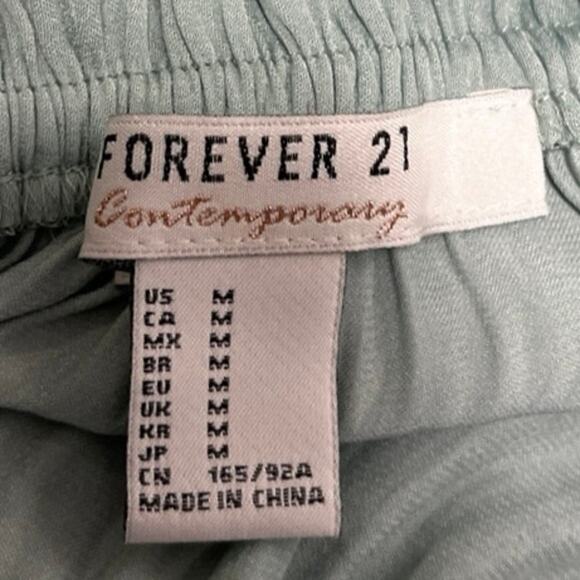 FOREVER 21
Contemporary
US M
CA M
MX M
BR M
EU M
UK M
KR M
JP M
CN 165/92A
MADE IN CHINA